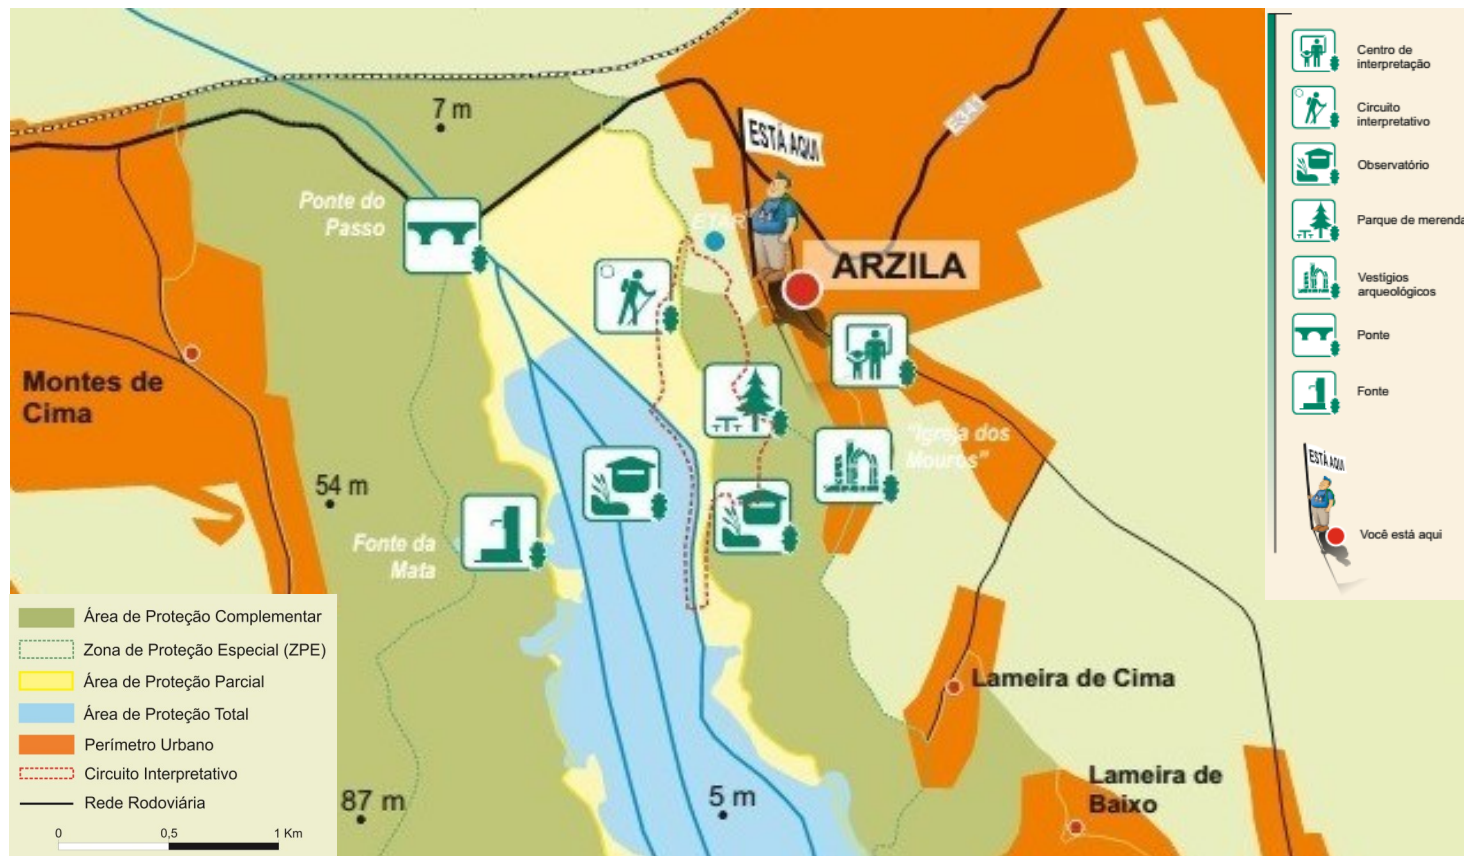 7 m
ESTÁ AQUI
Ponte do
Passo
ETAR
ARZILA
Montes de
Cima
"Igreja dos
Mouros"
54 m
Fonte da
Mata
Lameira de Cima
Lameira de
Baixo
87 m
5 m
Centro de
interpretação
Circuito
interpretativo
Observatório
Parque de merenda
Vestígios
arqueológicos
Ponte
Fonte
ESTÁ AQUI
Você está aqui
Área de Proteção Complementar
Zona de Proteção Especial (ZPE)
Área de Proteção Parcial
Área de Proteção Total
Perímetro Urbano
Circuito Interpretativo
Rede Rodoviária
0 0,5 1 Km